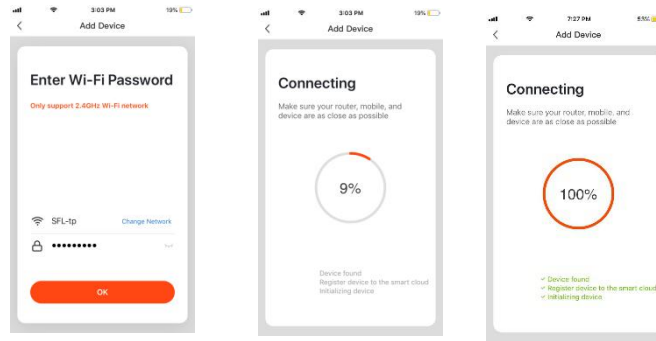 3:03 PM
19%
Add Device
Enter Wi-Fi Password
Only support 2.4GHz Wi-Fi network
SFL-tp
Change Network
•••••••••
OK
3:03 PM
19%
Add Device
Connecting
Make sure your router, mobile, and
device are as close as possible
9%
Device found
Register device to the smart cloud
Initializing device
7:27 PM
Add Device
Connecting
Make sure your router, mobile, and
device are as close as possible
100%
Device found
Register device to the smart cloud
Initializing device